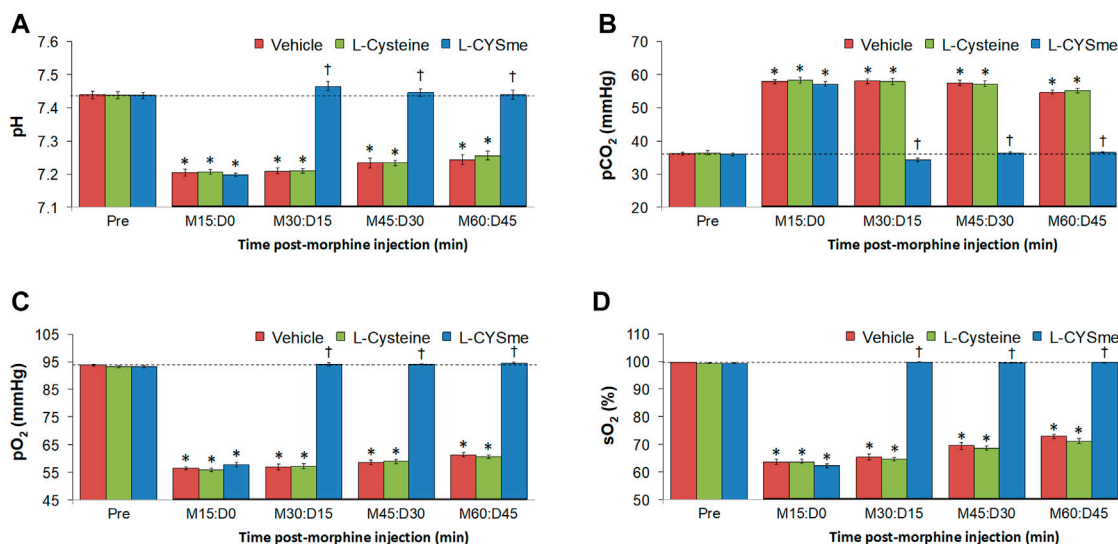 A
Vehicle L-Cysteine L-CYSme
7.6
7.5
7.4
7.3
7.2
7.1
pH
† † †
* * * * * * * * *
Pre M15:D0 M30:D15 M45:D30 M60:D45
Time post-morphine injection (min)
B
Vehicle L-Cysteine L-CYSme
70
60
50
40
30
20
pCO₂ (mmHg)
* * * * * * * * *
† † †
Pre M15:D0 M30:D15 M45:D30 M60:D45
Time post-morphine injection (min)
C
Vehicle L-Cysteine L-CYSme
105
95
85
75
65
55
45
pO₂ (mmHg)
† † †
* * * * * * * * *
Pre M15:D0 M30:D15 M45:D30 M60:D45
Time post-morphine injection (min)
D
Vehicle L-Cysteine L-CYSme
110
100
90
80
70
60
50
sO₂ (%)
† † †
* * * * * * * * *
Pre M15:D0 M30:D15 M45:D30 M60:D45
Time post-morphine injection (min)